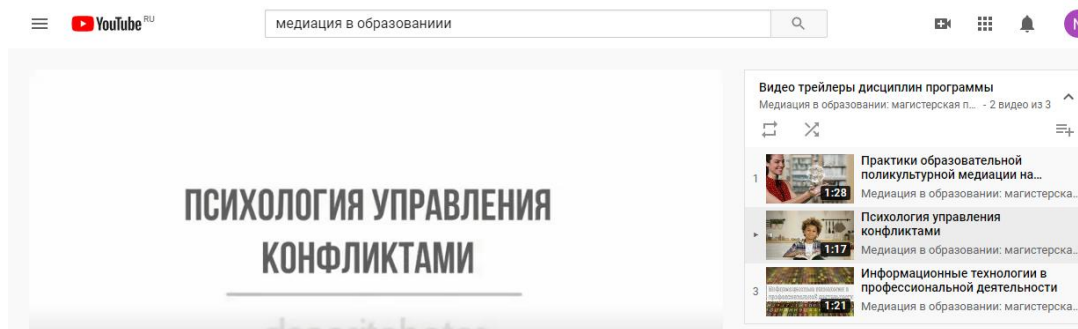 YouTube RU
медиация в образованиии
N
ПСИХОЛОГИЯ УПРАВЛЕНИЯ
КОНФЛИКТАМИ
depositphotos
Видео трейлеры дисциплин программы
Медиация в образовании: магистерская п... - 2 видео из 3
1
1:28
Практики образовательной
поликультурной медиации на...
Медиация в образовании: магистерска...
1:17
Психология управления
конфликтами
Медиация в образовании: магистерска...
3
1:21
Информационные технологии в
профессиональной деятельности
Медиация в образовании: магистерска...